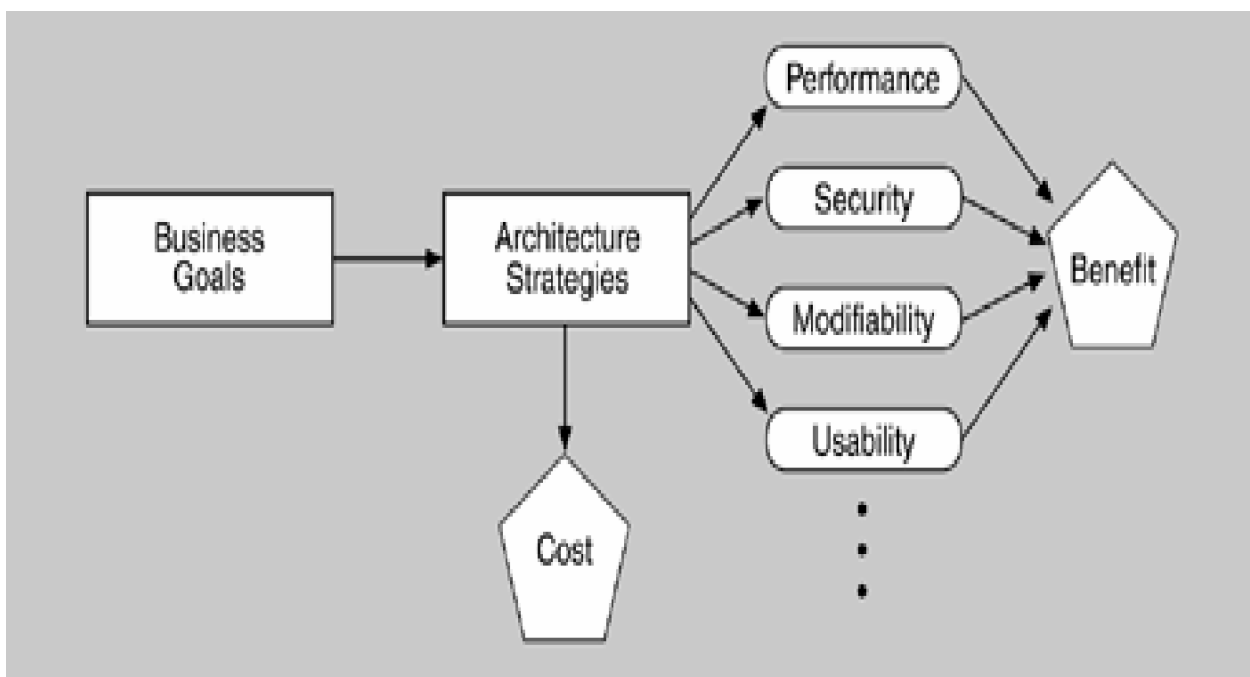 Performance
Security
Business
Goals
Architecture
Strategies
Benefit
Modifiability
Usability
Cost